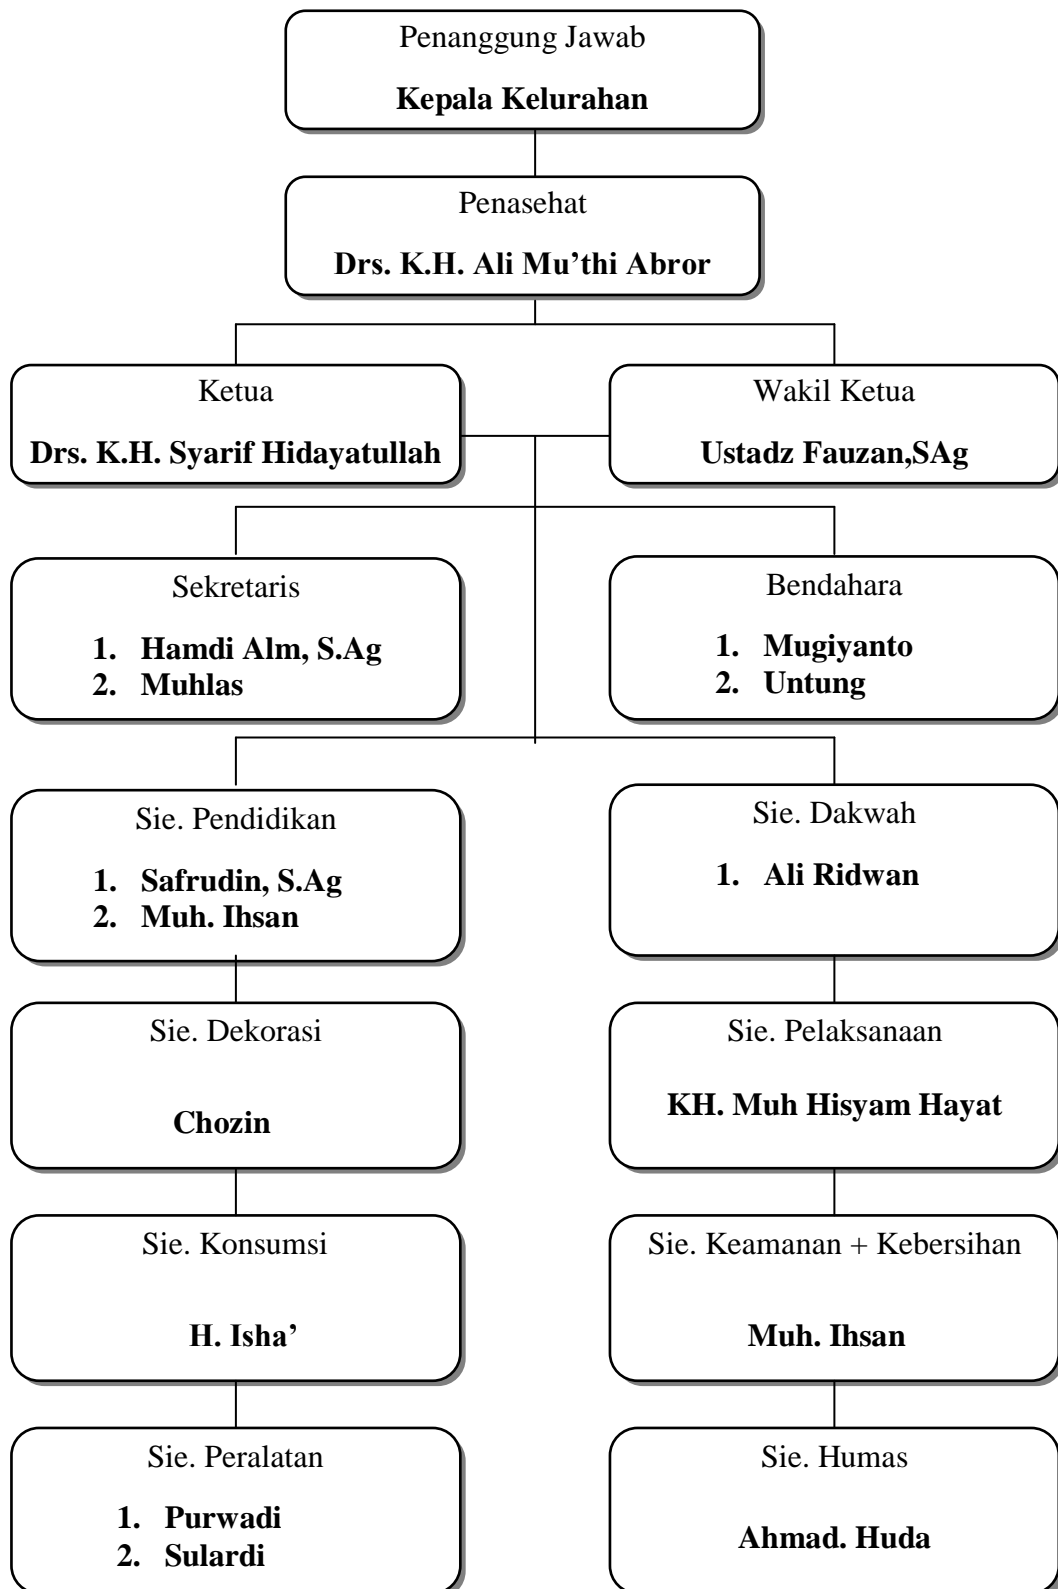 Penanggung Jawab
Kepala Kelurahan
Penasehat
Drs. K.H. Ali Mu’thi Abror
Ketua
Drs. K.H. Syarif Hidayatullah
Wakil Ketua
Ustadz Fauzan,SAg
Sekretaris
1. Hamdi Alm, S.Ag
2. Muhlas
Bendahara
1. Mugiyanto
2. Untung
Sie. Pendidikan
1. Safrudin, S.Ag
2. Muh. Ihsan
Sie. Dakwah
1. Ali Ridwan
Sie. Dekorasi
Chozin
Sie. Pelaksanaan
KH. Muh Hisyam Hayat
Sie. Konsumsi
H. Isha’
Sie. Keamanan + Kebersihan
Muh. Ihsan
Sie. Peralatan
1. Purwadi
2. Sulardi
Sie. Humas
Ahmad. Huda